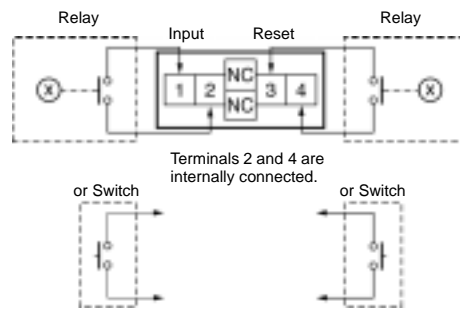 Relay
Relay
Input
Reset
X
1
2
NC
NC
3
4
X
Terminals 2 and 4 are
internally connected.
or Switch
or Switch